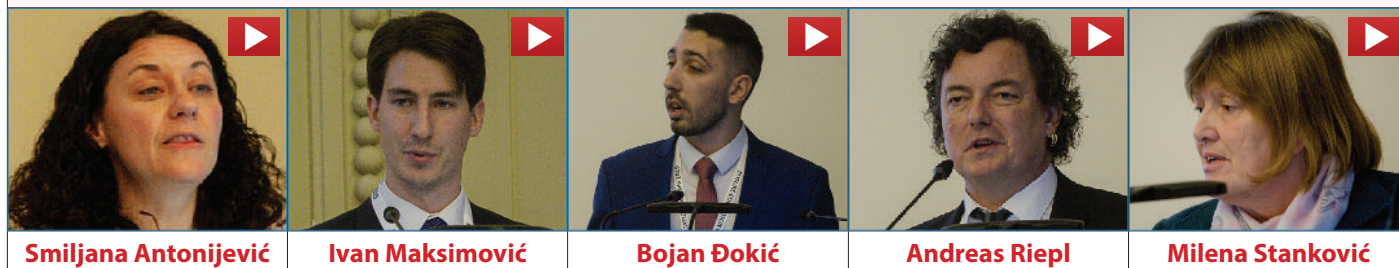 Smiljana Antonijević
Ivan Maksimović
Bojan Đokić
Andreas Riepl
Milena Stanković